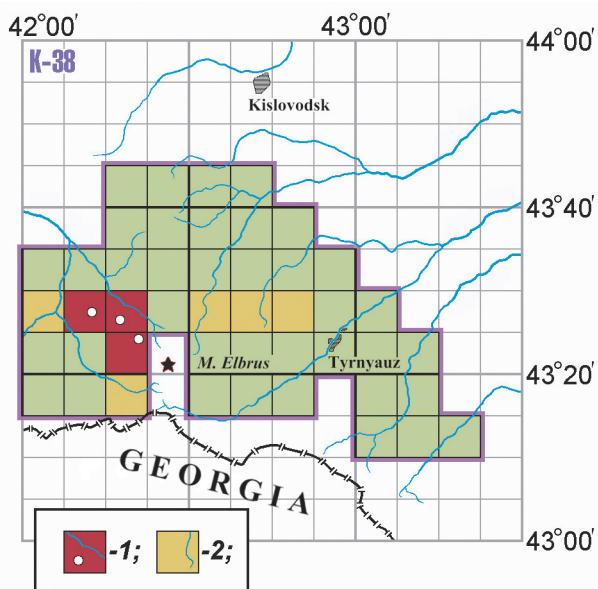 42°00' 43°00'
44°00'
K-38
Kislovodsk
43°40'
M. Elbrus
Tyrnyauz
43°20'
GEORGIA
43°00'
-1; -2;